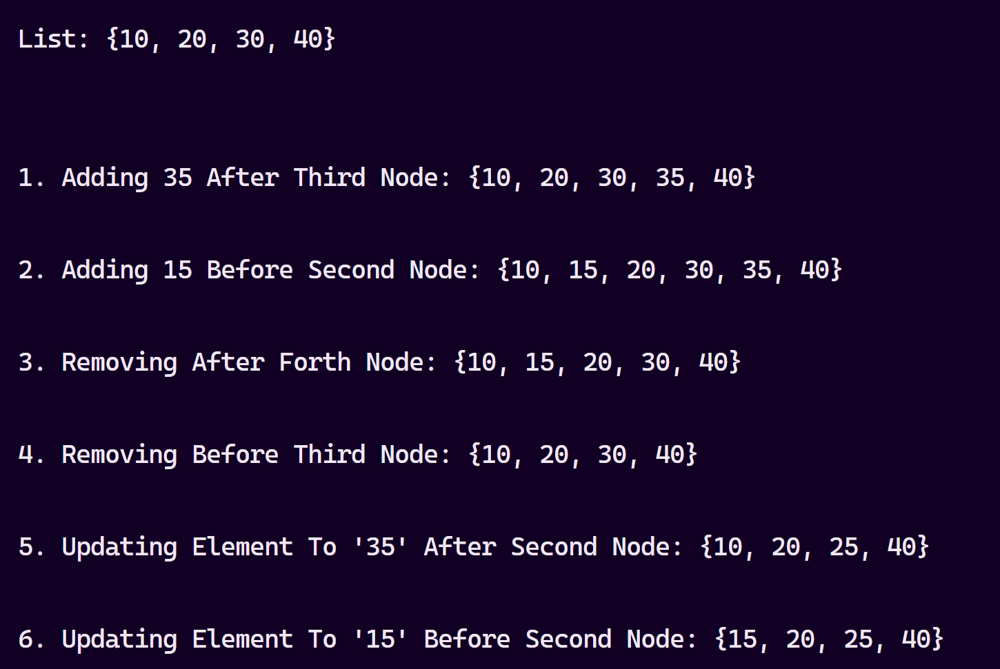 List: {10, 20, 30, 40}
1. Adding 35 After Third Node: {10, 20, 30, 35, 40}
2. Adding 15 Before Second Node: {10, 15, 20, 30, 35, 40}
3. Removing After Forth Node: {10, 15, 20, 30, 40}
4. Removing Before Third Node: {10, 20, 30, 40}
5. Updating Element To '35' After Second Node: {10, 20, 25, 40}
6. Updating Element To '15' Before Second Node: {15, 20, 25, 40}